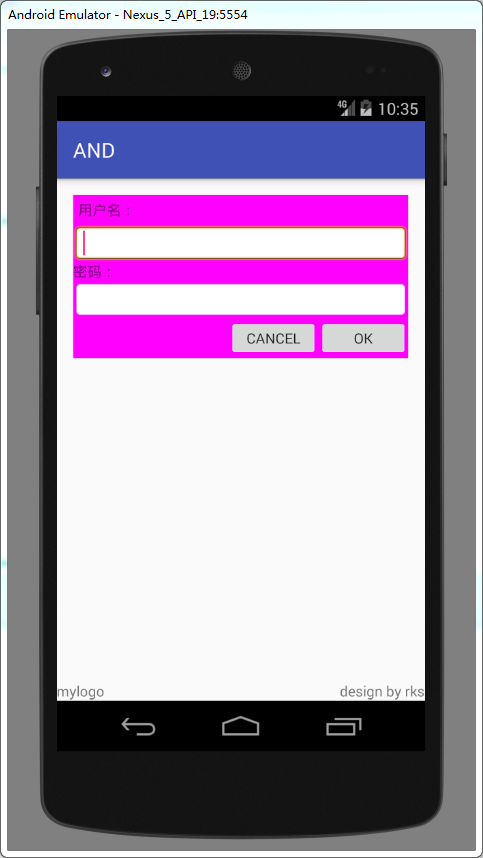 Android Emulator - Nexus_5_API_19:5554
4G 10:35
AND
用户名：
密码：
CANCEL OK
mylogo design by rks